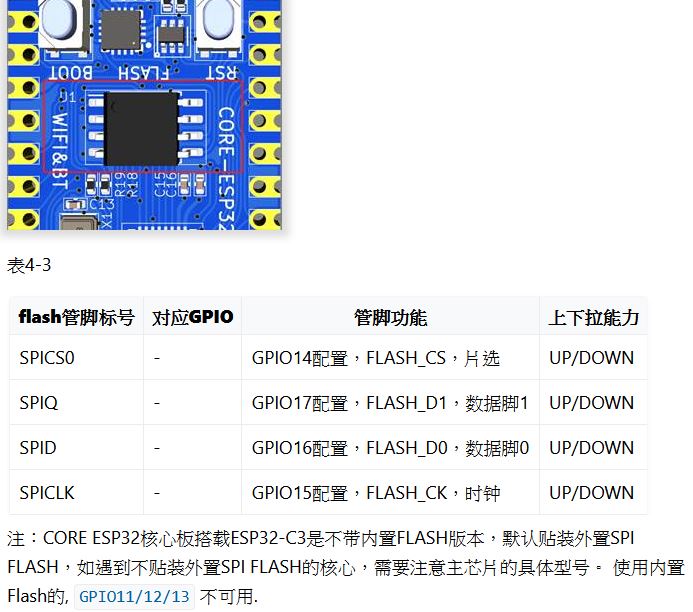 BOOT
FLASH
RST
J1
WIFI&BT
CORE-ESP32
R19
R18
C15
C16
C13
X1
表4-3
flash管脚标号 对应GPIO 管脚功能 上下拉能力
SPICS0 - GPIO14配置，FLASH_CS，片选 UP/DOWN
SPIQ - GPIO17配置，FLASH_D1，数据脚1 UP/DOWN
SPID - GPIO16配置，FLASH_D0，数据脚0 UP/DOWN
SPICLK - GPIO15配置，FLASH_CK，时钟 UP/DOWN
注：CORE ESP32核心板搭载ESP32-C3是不带内置FLASH版本，默认贴装外置SPI
FLASH，如遇到不贴装外置SPI FLASH的核心，需要注意主芯片的具体型号。 使用内置
Flash的, GPIO11/12/13 不可用.